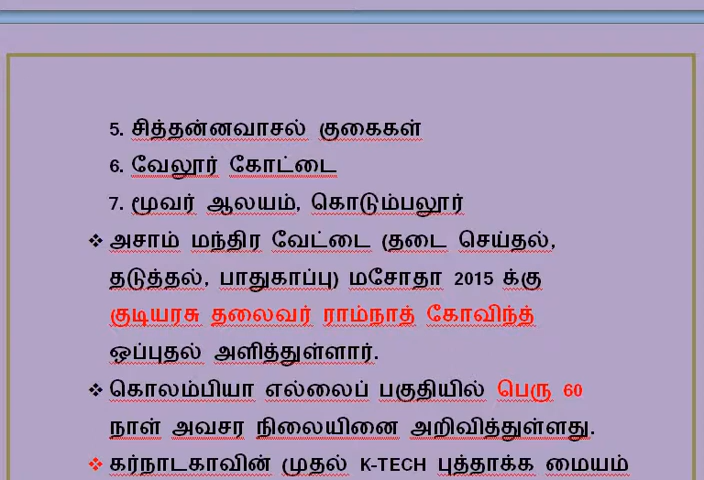 5. சித்தன்னவாசல் குகைகள்
6. வேலூர் கோட்டை
7. மூவர் ஆலயம், கொடும்பலூர்
❖ அசாம் மந்திர வேட்டை (தடை செய்தல்,
தடுத்தல், பாதுகாப்பு) மசோதா 2015 க்கு
குடியரசு தலைவர் ராம்நாத் கோவிந்த்
ஒப்புதல் அளித்துள்ளார்.
❖ கொலம்பியா எல்லைப் பகுதியில் பெரு 60
நாள் அவசர நிலையினை அறிவித்துள்ளது.
❖ கர்நாடகாவின் முதல் K-TECH புத்தாக்க மையம்